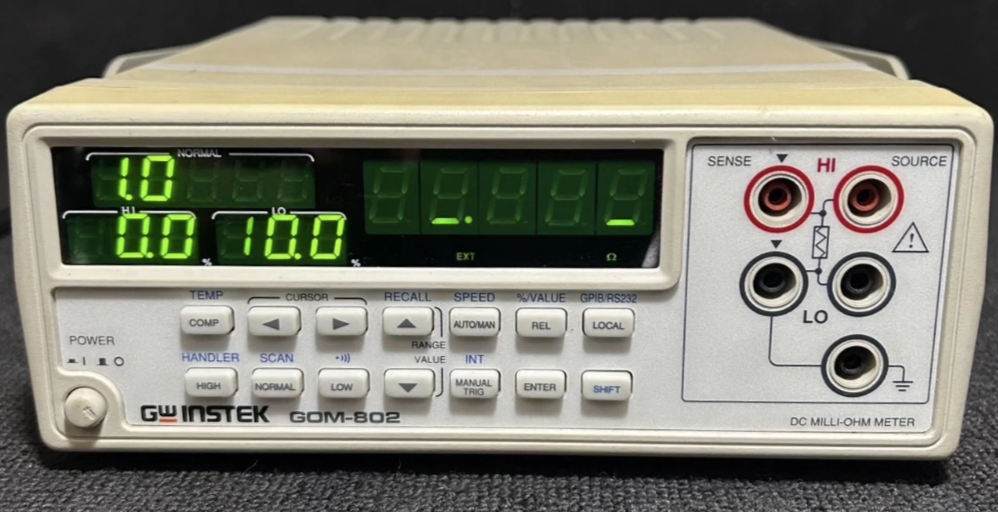 NORMAL
1.0
HI LO
0.0 % 10.0 %
_. _
EXT Ω
SENSE HI SOURCE
LO
TEMP CURSOR RECALL SPEED %/VALUE GPIB/RS232
COMP ◀ ▶ ▲ AUTO/MAN REL LOCAL
RANGE
POWER
HANDLER SCAN •))) VALUE INT
HIGH NORMAL LOW ▼ MANUAL TRIG ENTER SHIFT
GW INSTEK GOM-802
DC MILLI-OHM METER